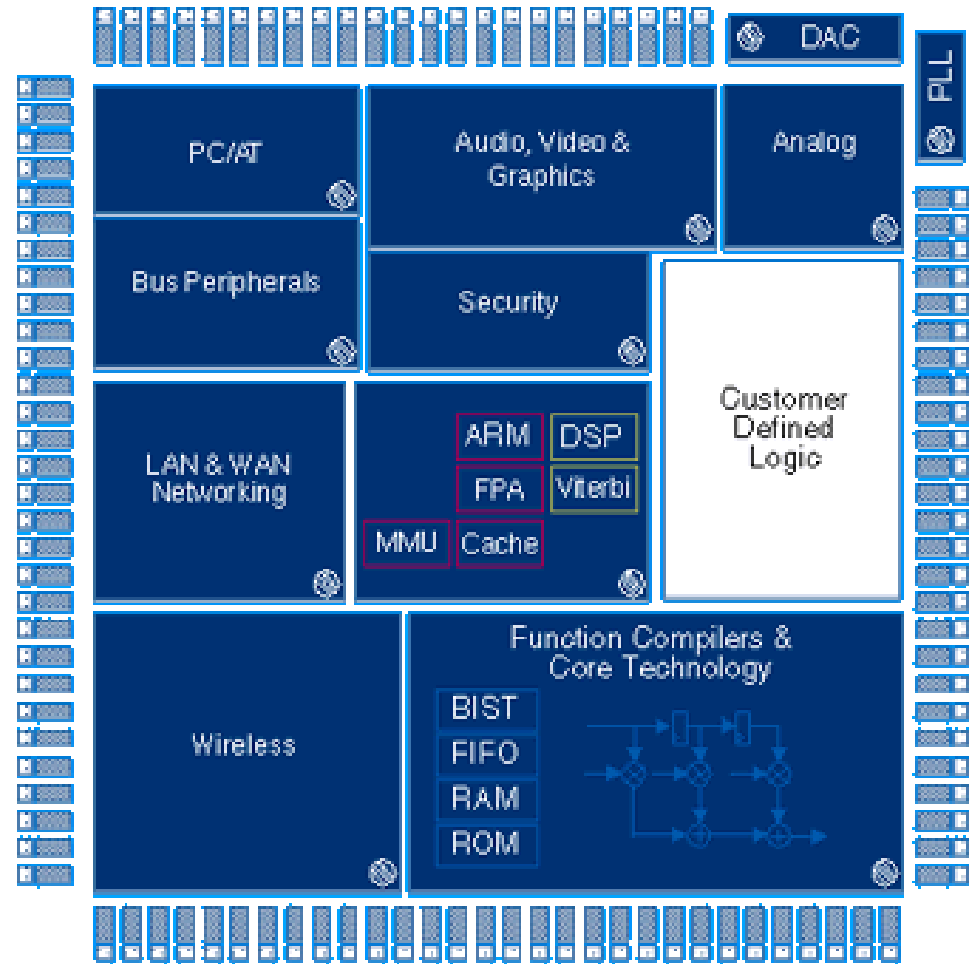 DAC
PLL
PC/AT
Audio, Video &
Graphics
Analog
Bus Peripherals
Security
Customer
Defined
Logic
LAN & WAN
Networking
ARM
DSP
FPA
Viterbi
MMU
Cache
Function Compilers &
Core Technology
BIST
FIFO
RAM
ROM
Wireless